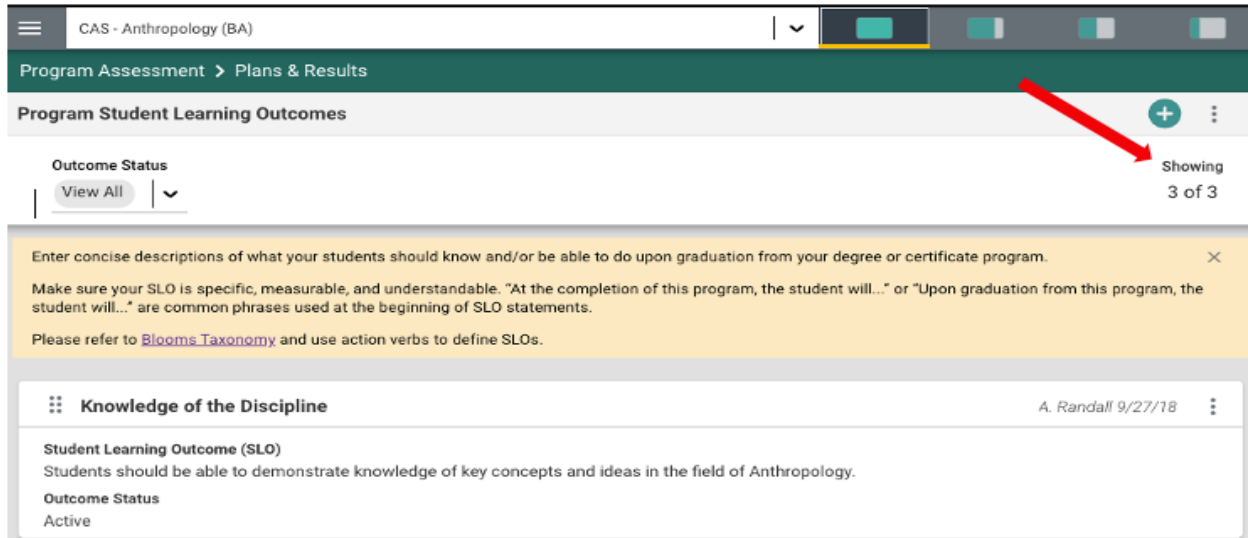 CAS - Anthropology (BA)
Program Assessment > Plans & Results
Program Student Learning Outcomes
Outcome Status
View All
Showing
3 of 3
Enter concise descriptions of what your students should know and/or be able to do upon graduation from your degree or certificate program.
Make sure your SLO is specific, measurable, and understandable. “At the completion of this program, the student will...” or “Upon graduation from this program, the
student will...” are common phrases used at the beginning of SLO statements.
Please refer to Blooms Taxonomy and use action verbs to define SLOs.
Knowledge of the Discipline
A. Randall 9/27/18
Student Learning Outcome (SLO)
Students should be able to demonstrate knowledge of key concepts and ideas in the field of Anthropology.
Outcome Status
Active